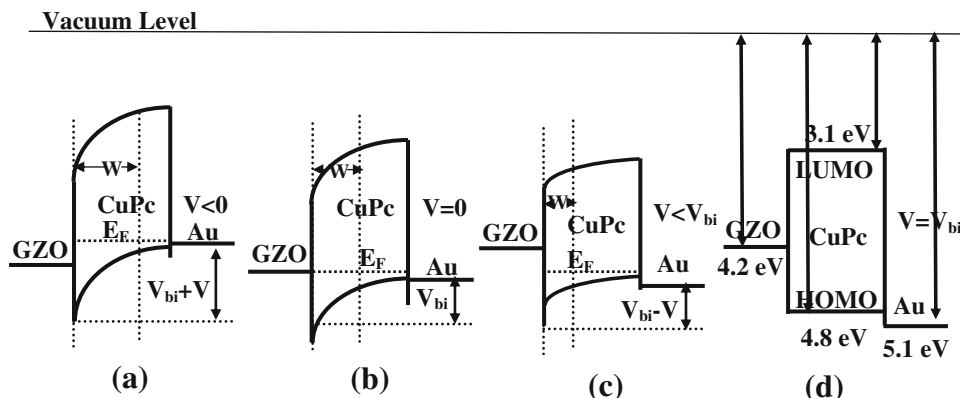 Vacuum Level
W
CuPc
V<0
E_F
Au
GZO
V_bi+V
(a)
W
CuPc
V=0
GZO
E_F
Au
V_bi
(b)
W
GZO
CuPc
V<V_bi
E_F
Au
V_bi-V
(c)
3.1 eV
LUMO
GZO
CuPc
V=V_bi
4.2 eV
HOMO
Au
4.8 eV
5.1 eV
(d)